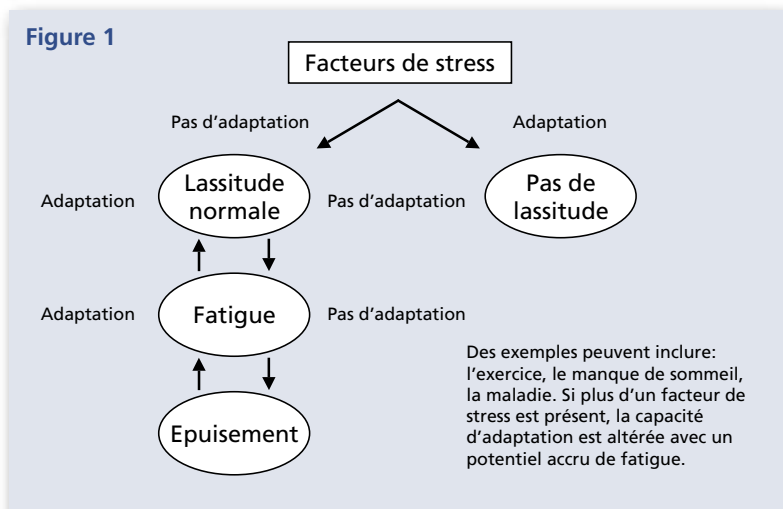 Figure 1
Facteurs de stress
Pas d'adaptation
Adaptation
Adaptation
Lassitude
normale
Pas d'adaptation
Pas de
lassitude
Adaptation
Fatigue
Pas d'adaptation
Epuisement
Des exemples peuvent inclure:
l'exercice, le manque de sommeil,
la maladie. Si plus d'un facteur de
stress est présent, la capacité
d'adaptation est altérée avec un
potentiel accru de fatigue.